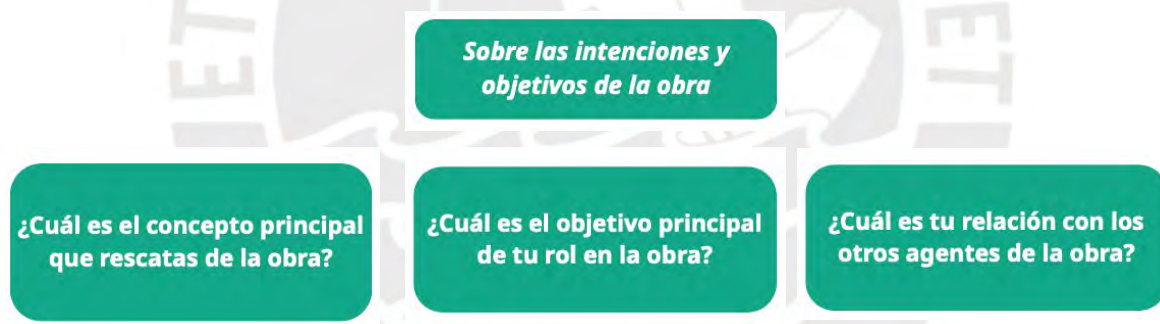 Sobre las intenciones y
objetivos de la obra
¿Cuál es el concepto principal
que rescatas de la obra?
¿Cuál es el objetivo principal
de tu rol en la obra?
¿Cuál es tu relación con los
otros agentes de la obra?
ET
ET